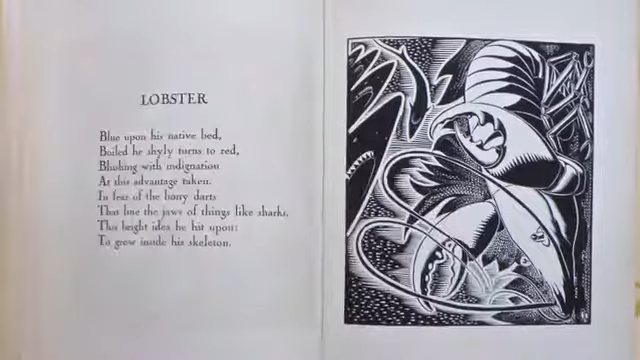 LOBSTER
Blue upon his native bed,
Boiled he shyly turns to red,
Blushing with indignation
At this advantage taken.
In fear of the bony darts
That line the jaws of things like sharks,
This bright idea he hit upon:
To grow inside his skeleton.